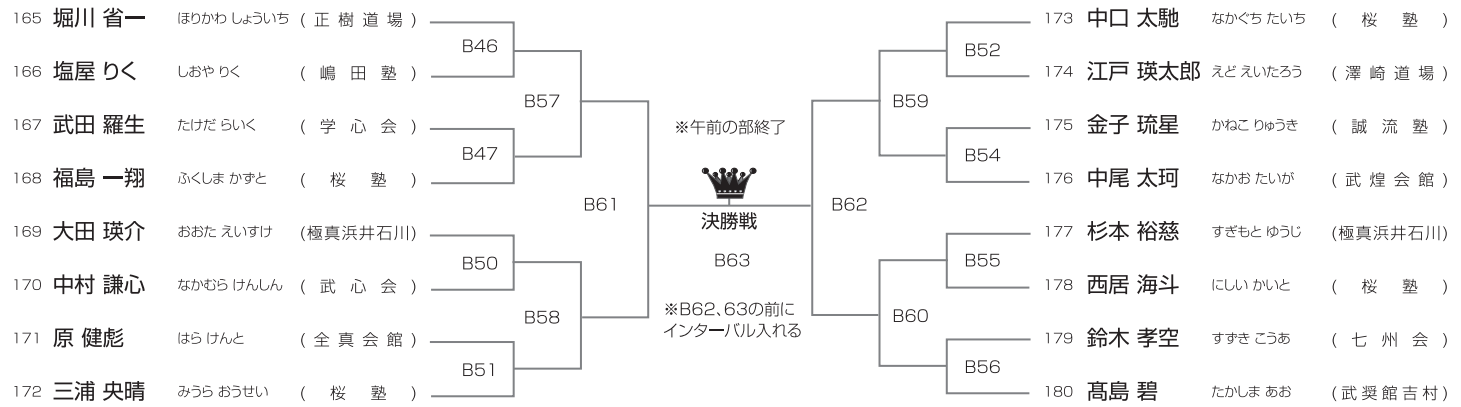 165 堀川 省一 ほりかわ しょういち (正樹道場)
166 塩屋 りく しおや りく (嶋田塾)
167 武田 羅生 たけだ らいく (学心会)
168 福島 一翔 ふくしま かずと (桜塾)
169 大田 瑛介 おおた えいすけ (極真浜井石川)
170 中村 謙心 なかむら けんしん (武心会)
171 原 健彪 はら けんと (全真会館)
172 三浦 央晴 みうら おうせい (桜塾)
B46
B47
B50
B51
B57
B58
B61
※午前の部終了
決勝戦
B63
※B62、63の前に
インターバル入れる
B62
B59
B60
B52
B54
B55
B56
173 中口 太馳 なかぐち たいち (桜塾)
174 江戸 瑛太郎 えど えいたろう (澤崎道場)
175 金子 琉星 かねこ りゅうき (誠流塾)
176 中尾 太珂 なかお たいが (武煌会館)
177 杉本 裕慈 すぎもと ゆうじ (極真浜井石川)
178 西居 海斗 にしい かいと (桜塾)
179 鈴木 孝空 すずき こうあ (七州会)
180 髙島 碧 たかしま あお (武奨館吉村)